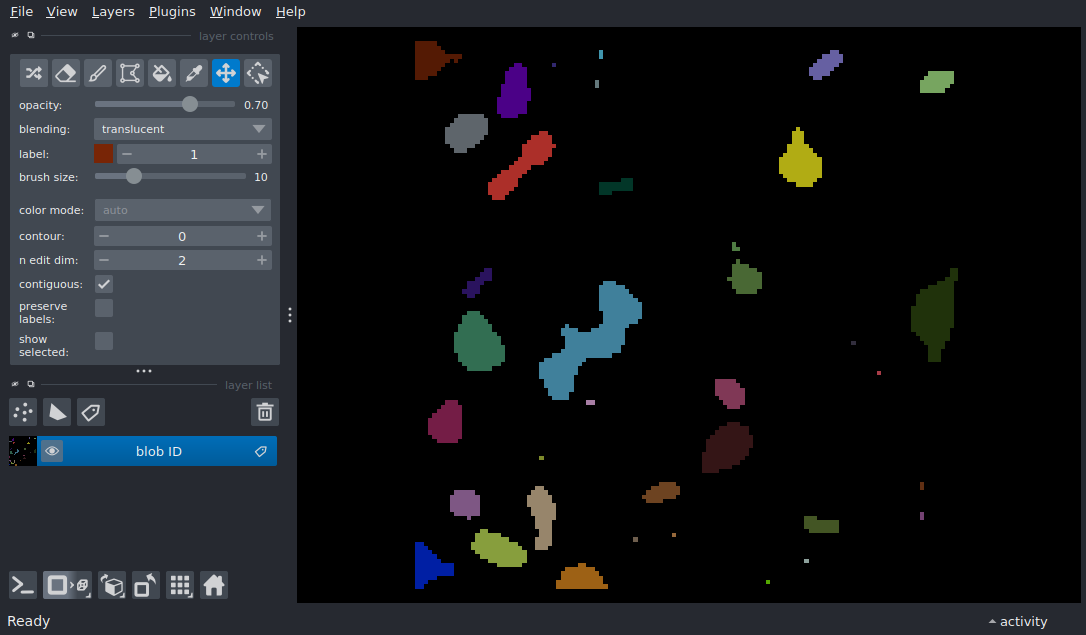 File View Layers Plugins Window Help
layer controls
opacity: 0.70
blending: translucent
label: 1
brush size: 10
color mode: auto
contour: 0
n edit dim: 2
contiguous:
preserve
labels:
show
selected:
layer list
blob ID
Ready
activity